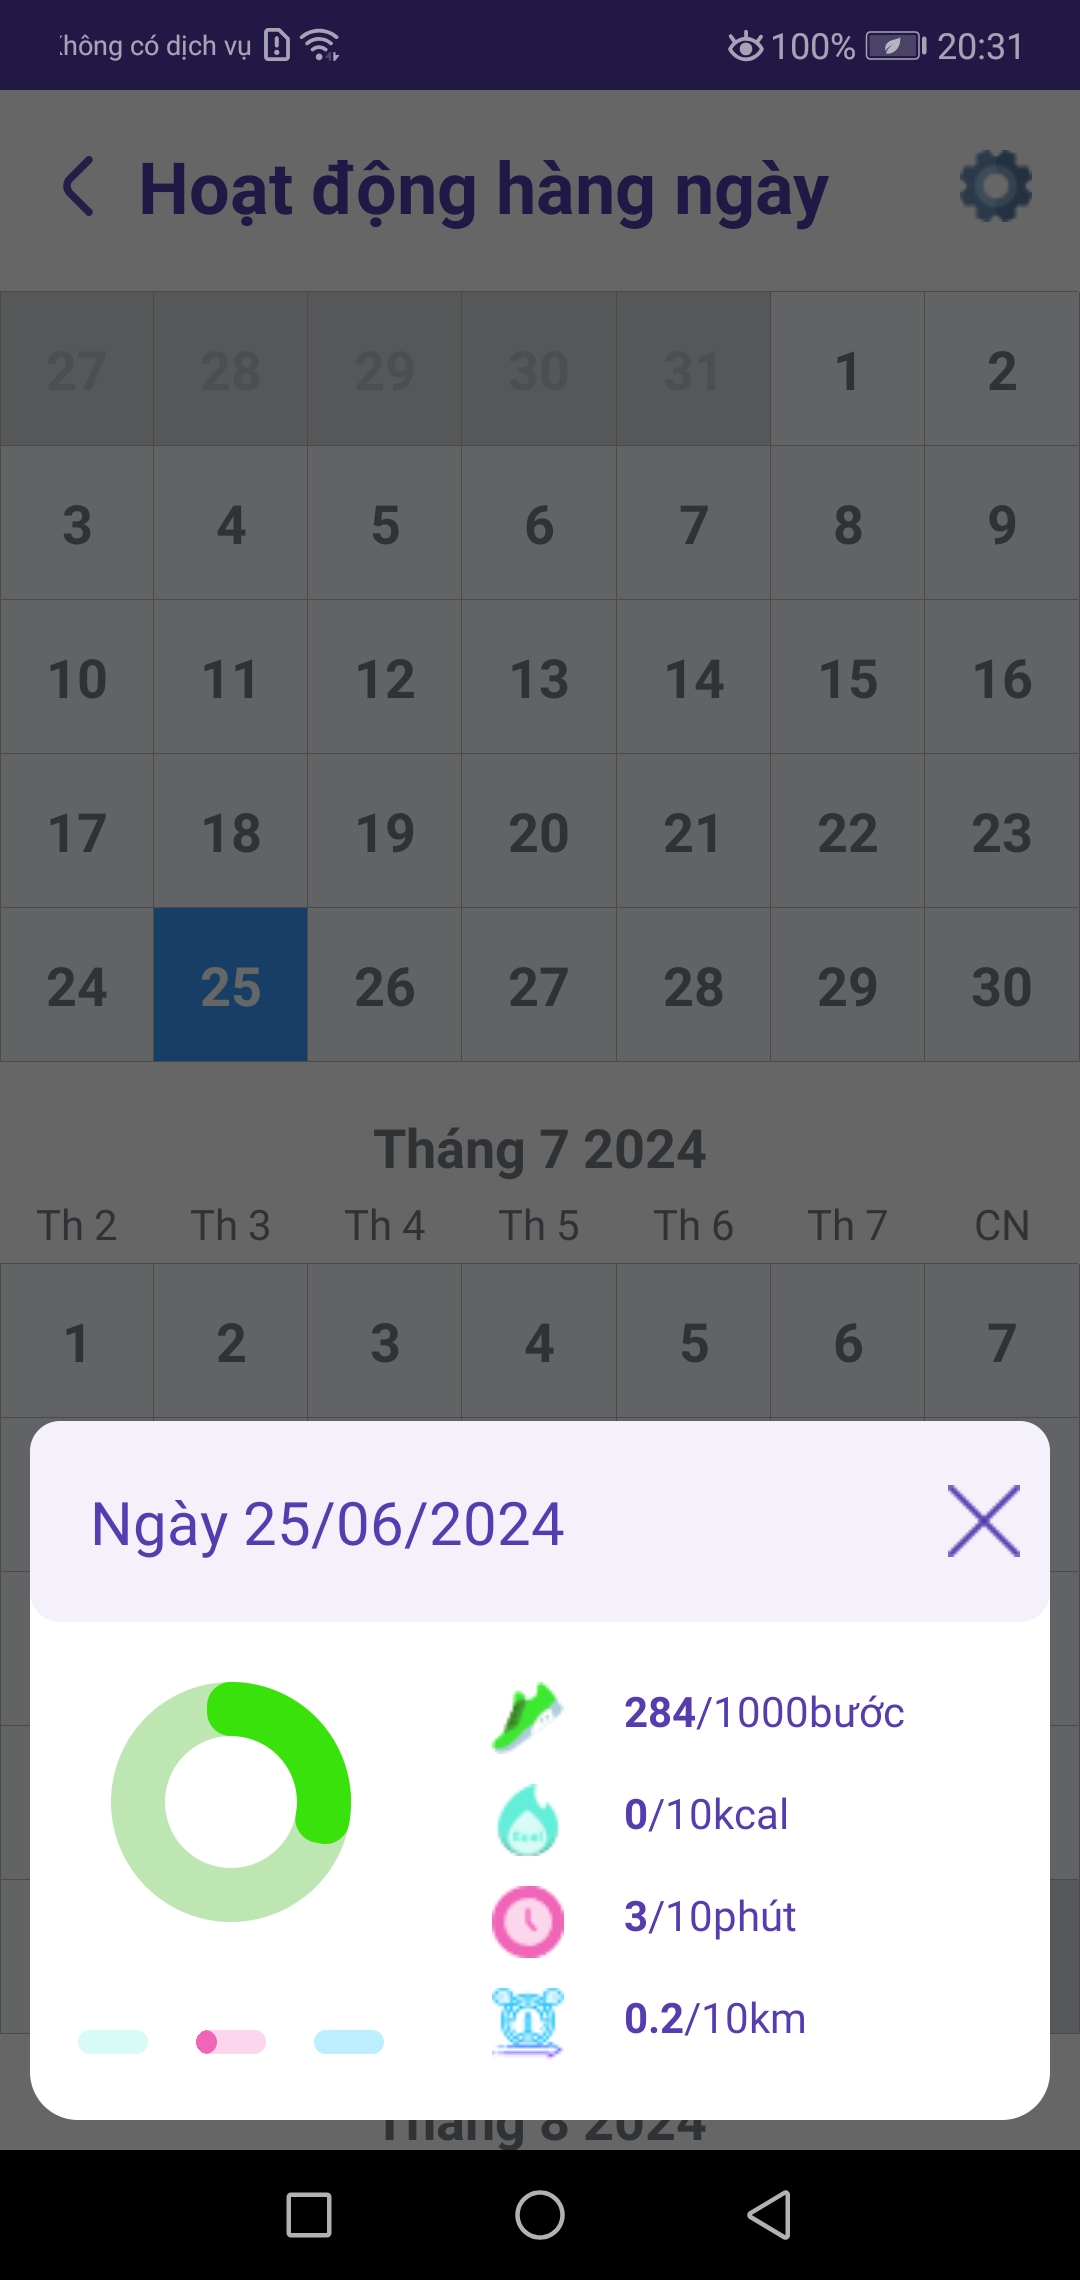 hông có dịch vụ 100% 20:31
Hoạt động hàng ngày
27 28 29 30 31 1 2
3 4 5 6 7 8 9
10 11 12 13 14 15 16
17 18 19 20 21 22 23
24 25 26 27 28 29 30
Tháng 7 2024
Th 2 Th 3 Th 4 Th 5 Th 6 Th 7 CN
1 2 3 4 5 6 7
Ngày 25/06/2024
284/1000bước
0/10kcal
Kcal
3/10phút
0.2/10km
Tháng 8 2024